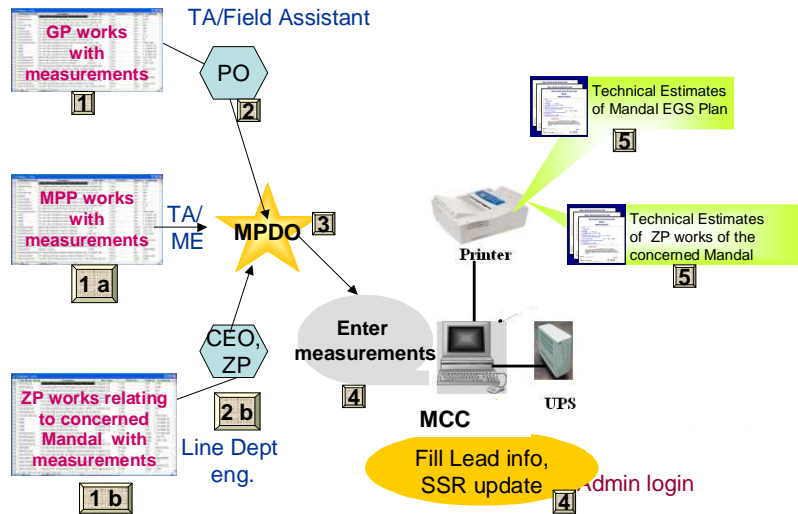 TA/Field Assistant
GP works
with
measurements
1
PO
2
MPP works
with
measurements
1 a
TA/
ME
MPDO
3
ZP works relating
to concerned
Mandal with
measurements
1 b
CEO,
ZP
2 b
Line Dept
eng.
Enter
measurements
4
Printer
UPS
MCC
Fill Lead info,
SSR update
4
Admin login
Technical Estimates
of Mandal EGS Plan
5
Technical Estimates
of ZP works of the
concerned Mandal
5